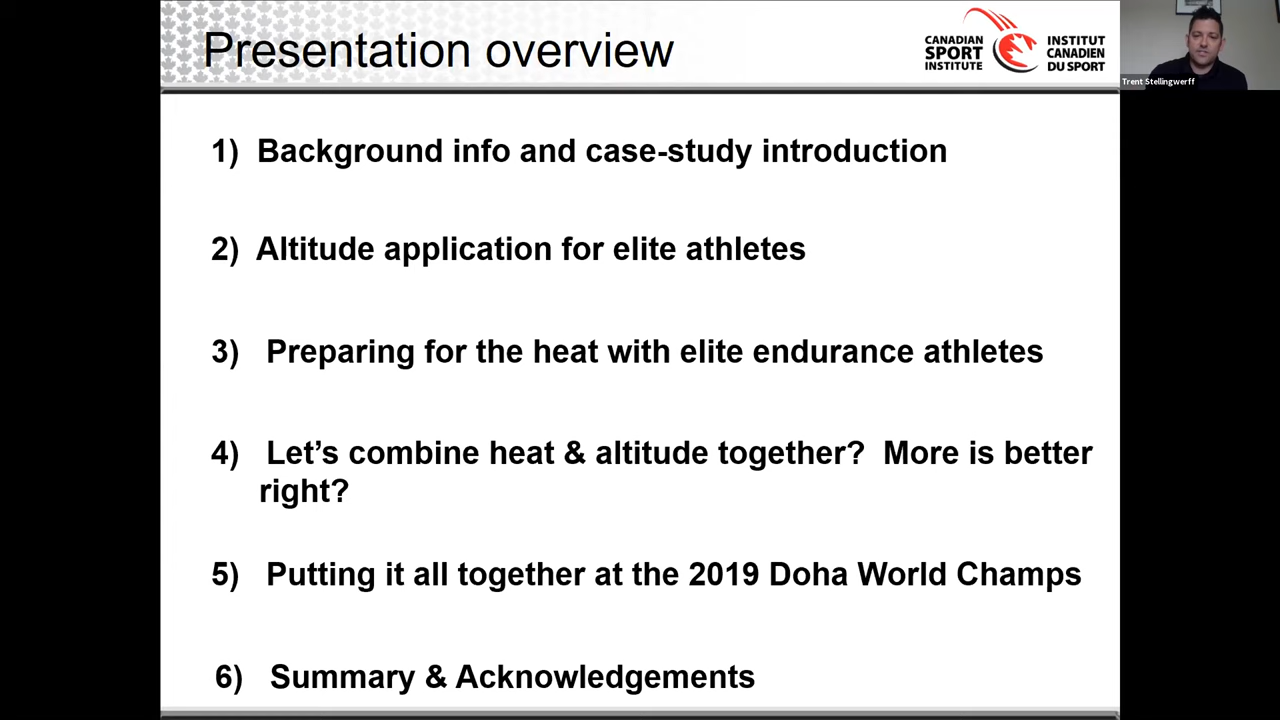 Presentation overview
CANADIAN
SPORT
INSTITUTE
INSTITUT
CANADIEN
DU SPORT
Trent Stellingwerff
1) Background info and case-study introduction
2) Altitude application for elite athletes
3) Preparing for the heat with elite endurance athletes
4) Let’s combine heat & altitude together? More is better
right?
5) Putting it all together at the 2019 Doha World Champs
6) Summary & Acknowledgements